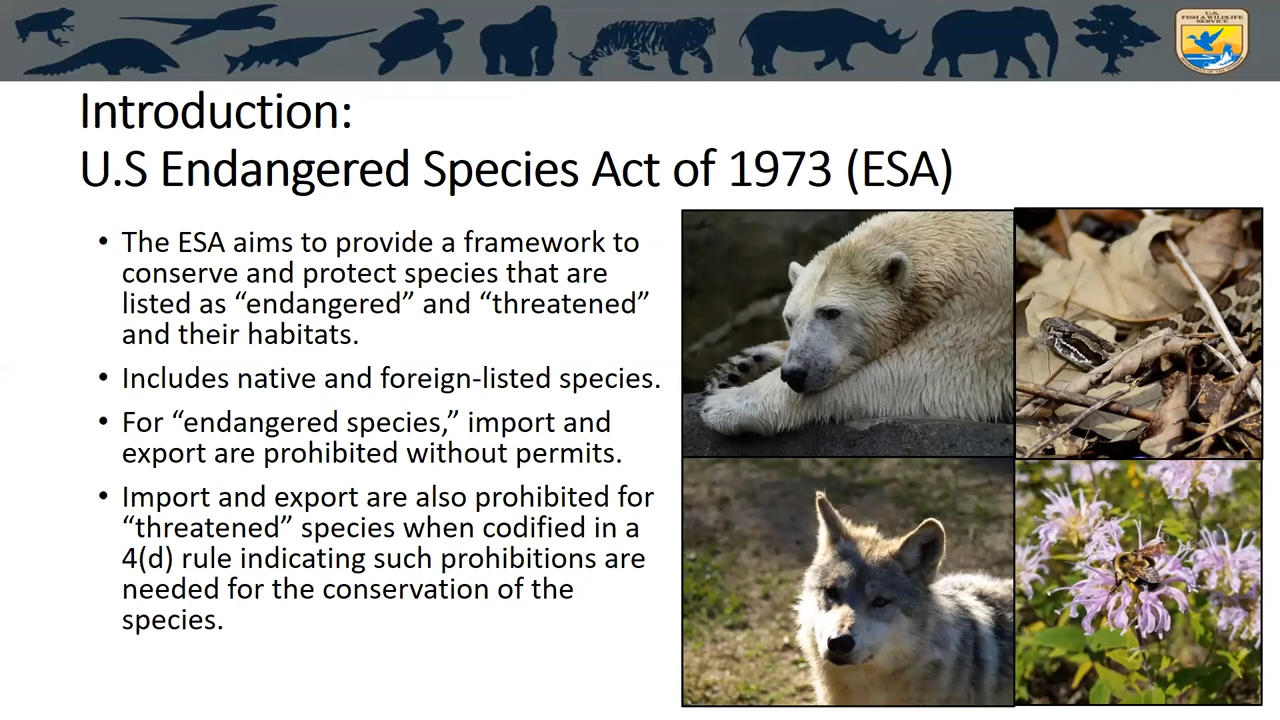 U.S.
FISH & WILDLIFE
SERVICE
Introduction:
U.S Endangered Species Act of 1973 (ESA)
• The ESA aims to provide a framework to
conserve and protect species that are
listed as “endangered” and “threatened”
and their habitats.
• Includes native and foreign-listed species.
• For “endangered species,” import and
export are prohibited without permits.
• Import and export are also prohibited for
“threatened” species when codified in a
4(d) rule indicating such prohibitions are
needed for the conservation of the
species.